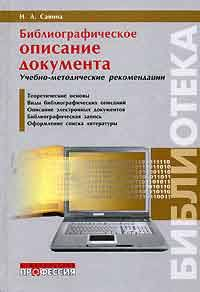 И. А. Савина
Библиографическое
описание
документа
Учебно-методические рекомендации
Теоретические основы
Виды библиографических описаний
Описание электронных документов
Библиографическая запись
Оформление списка литературы
БИБЛИОТЕКА
ПРОФЕССИЯ